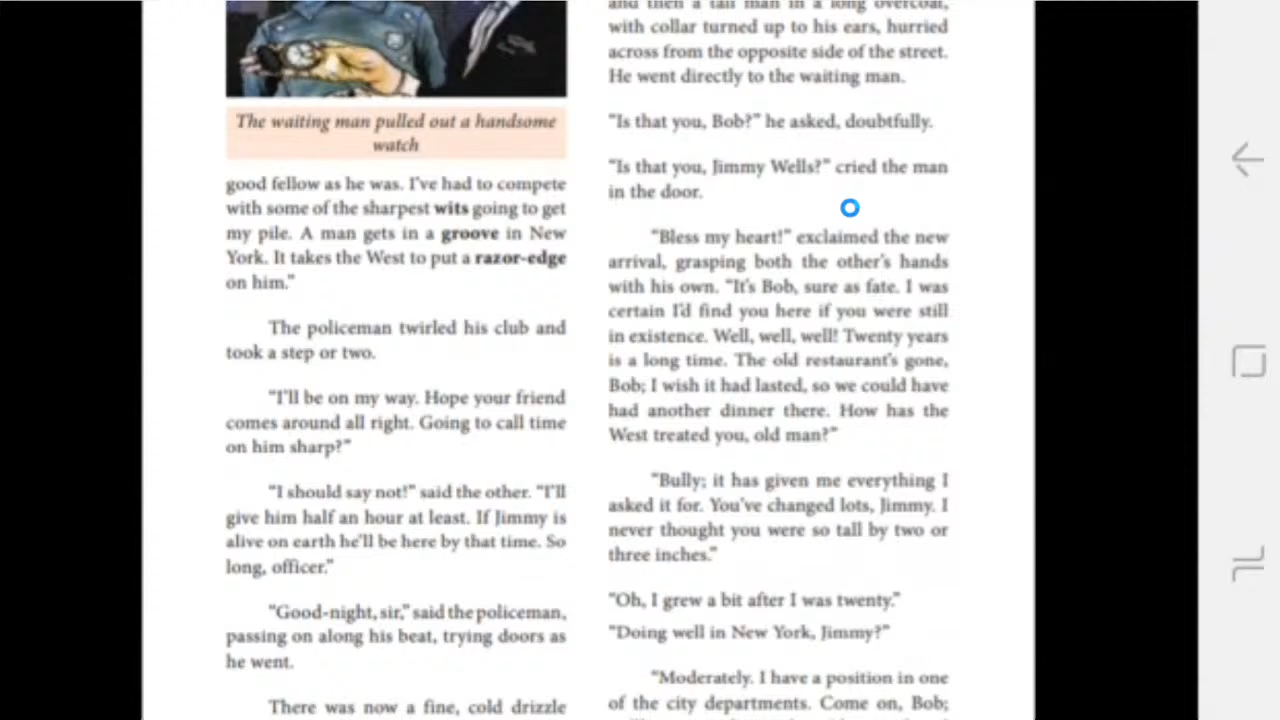 The waiting man pulled out a handsome
watch
good fellow as he was. I've had to compete
with some of the sharpest wits going to get
my pile. A man gets in a groove in New
York. It takes the West to put a razor-edge
on him."
The policeman twirled his club and
took a step or two.
"I'll be on my way. Hope your friend
comes around all right. Going to call time
on him sharp?"
"I should say not!" said the other. "I'll
give him half an hour at least. If Jimmy is
alive on earth he'll be here by that time. So
long, officer."
"Good-night, sir," said the policeman,
passing on along his beat, trying doors as
he went.
There was now a fine, cold drizzle
and then a tall man in a long overcoat,
with collar turned up to his ears, hurried
across from the opposite side of the street.
He went directly to the waiting man.
"Is that you, Bob?" he asked, doubtfully.
"Is that you, Jimmy Wells?" cried the man
in the door.
"Bless my heart!" exclaimed the new
arrival, grasping both the other's hands
with his own. "It's Bob, sure as fate. I was
certain I'd find you here if you were still
in existence. Well, well, well! Twenty years
is a long time. The old restaurant's gone,
Bob; I wish it had lasted, so we could have
had another dinner there. How has the
West treated you, old man?"
"Bully; it has given me everything I
asked it for. You've changed lots, Jimmy. I
never thought you were so tall by two or
three inches."
"Oh, I grew a bit after I was twenty."
"Doing well in New York, Jimmy?"
"Moderately. I have a position in one
of the city departments. Come on, Bob;